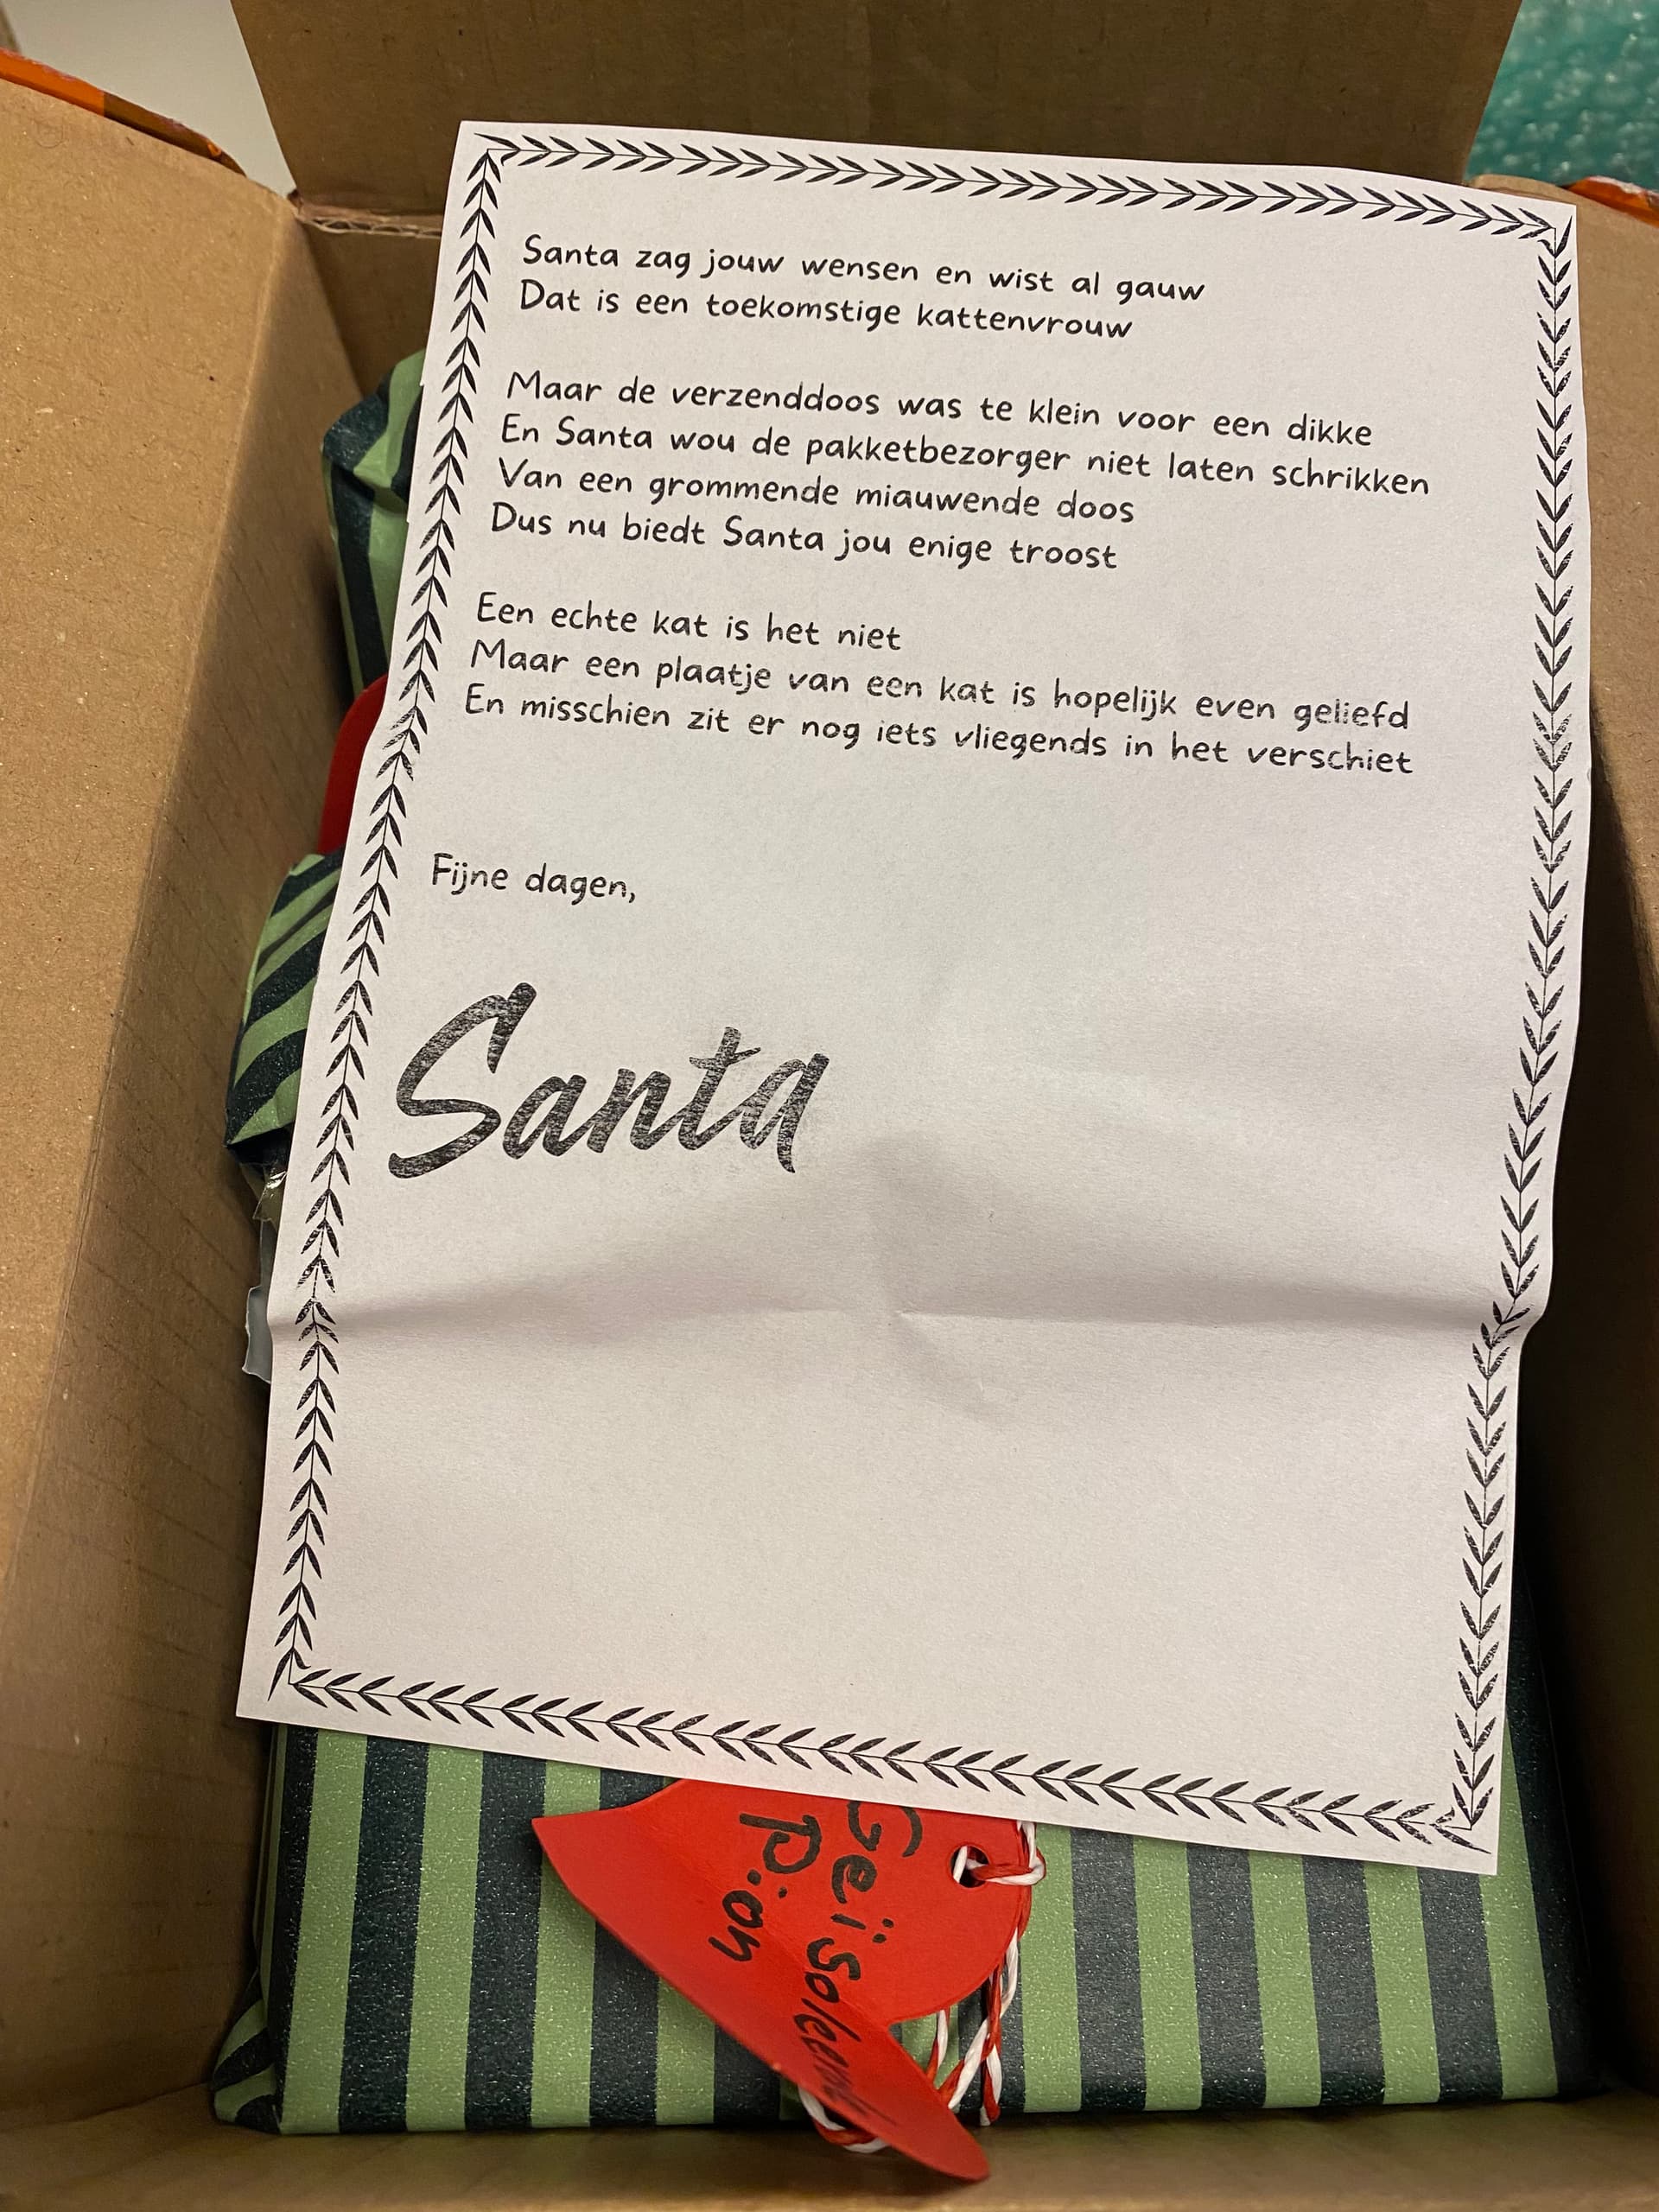 Santa zag jouw wensen en wist al gauw
Dat is een toekomstige kattenvrouw
Maar de verzenddoos was te klein voor een dikke
En Santa wou de pakketbezorger niet laten schrikken
Van een grommende miauwende doos
Dus nu biedt Santa jou enige troost
Een echte kat is het niet
Maar een plaatje van een kat is hopelijk even geliefd
En misschien zit er nog iets vliegends in het verschiet
Fijne dagen,
Santa